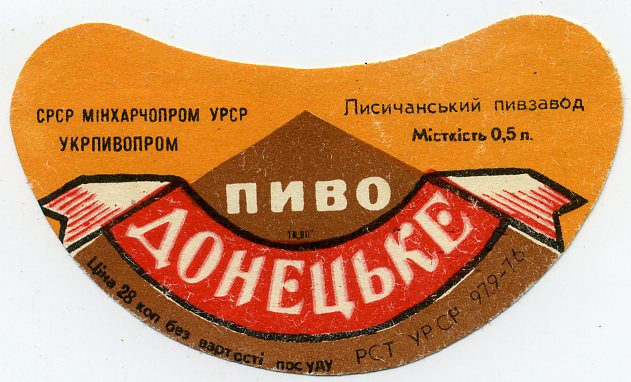 СРСР МІНХАРЧОПРОМ УРСР
УКРПИВОПРОМ
Лисичанський пивзавод
Місткість 0,5 л.
ПИВО
ДОНЕЦЬКЕ
Ціна 28 коп без вартості посуду
РСТ УРСР 979-76